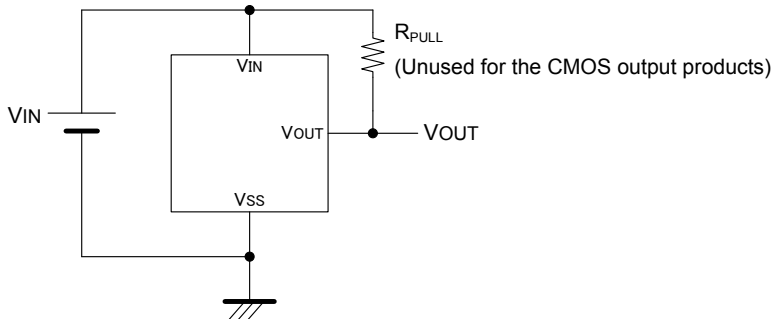 RPULL
(Unused for the CMOS output products)
VIN
VIN
VOUT
VOUT
VSS